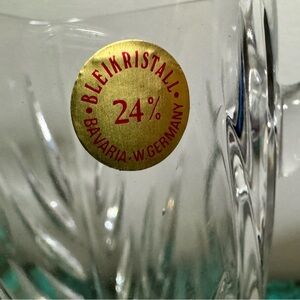 • BLEIKRISTALL •
24%
BAVARIA-W.GERMANY